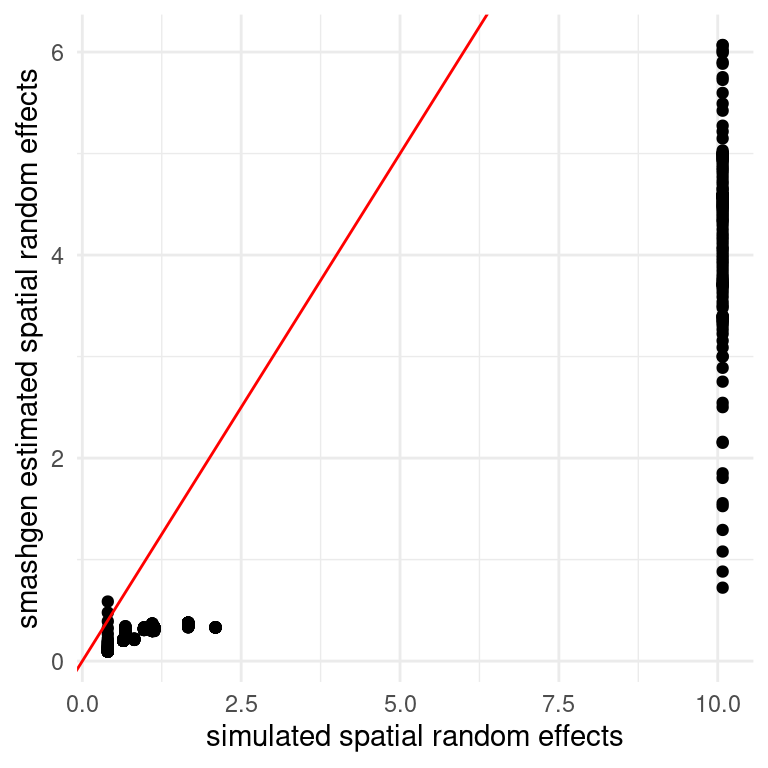 smashgen estimated spatial random effects
6
4
2
0
0.0 2.5 5.0 7.5 10.0
simulated spatial random effects